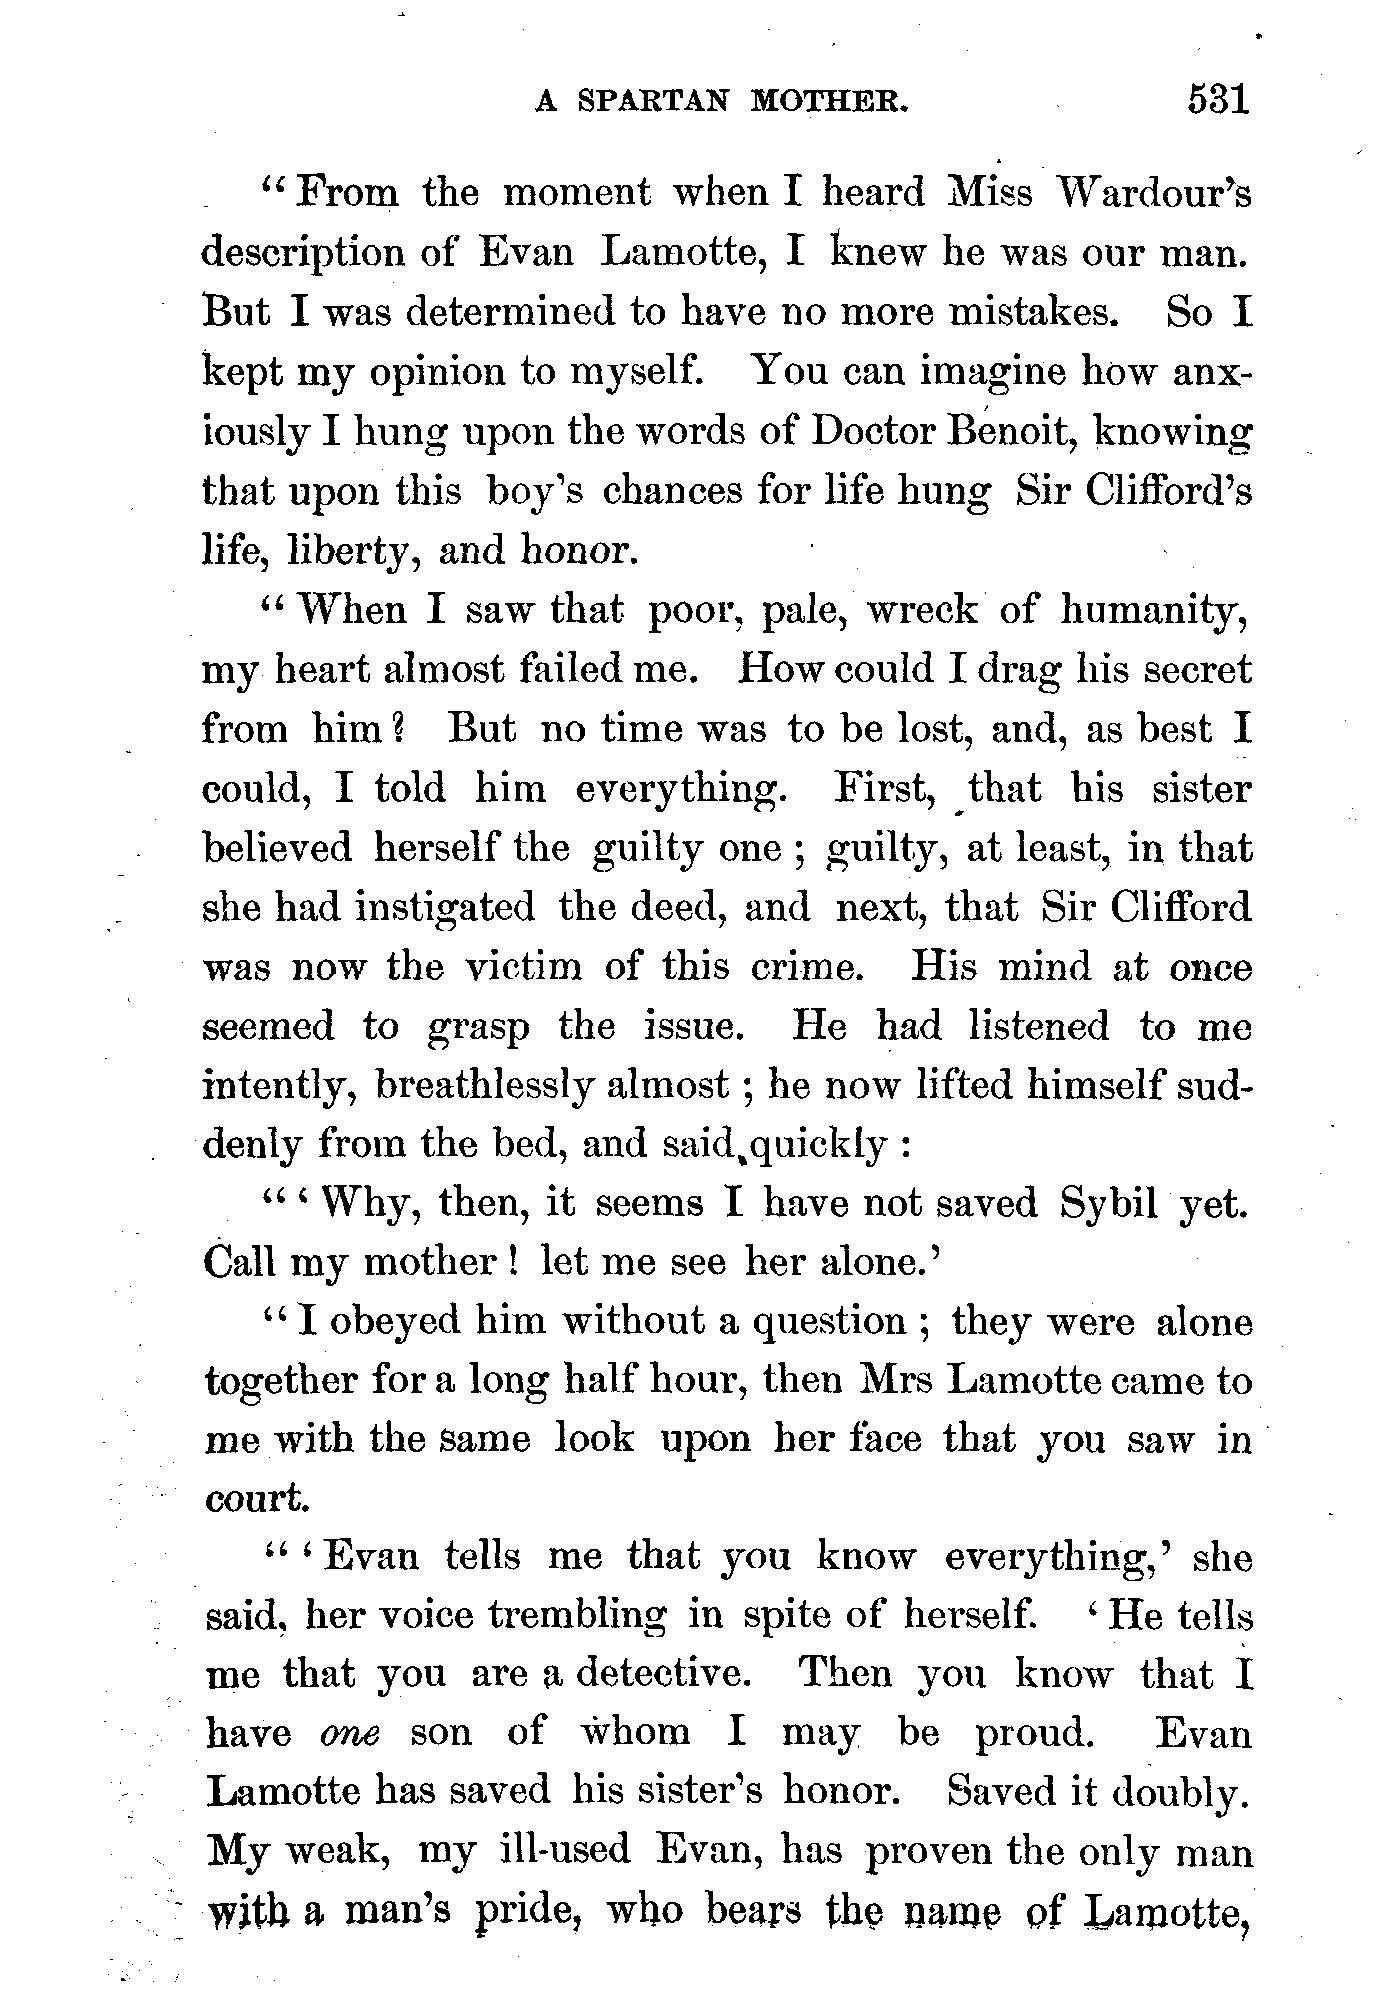 A SPARTAN MOTHER. 531
“From the moment when I heard Miss Wardour’s
description of Evan Lamotte, I knew he was our man.
But I was determined to have no more mistakes. So I
kept my opinion to myself. You can imagine how anx-
iously I hung upon the words of Doctor Benoit, knowing
that upon this boy’s chances for life hung Sir Clifford’s
life, liberty, and honor.
“When I saw that poor, pale, wreck of humanity,
my heart almost failed me. How could I drag his secret
from him? But no time was to be lost, and, as best I
could, I told him everything. First, that his sister
believed herself the guilty one; guilty, at least, in that
she had instigated the deed, and next, that Sir Clifford
was now the victim of this crime. His mind at once
seemed to grasp the issue. He had listened to me
intently, breathlessly almost; he now lifted himself sud-
denly from the bed, and said quickly:
“‘Why, then, it seems I have not saved Sybil yet.
Call my mother! let me see her alone.’
“I obeyed him without a question; they were alone
together for a long half hour, then Mrs Lamotte came to
me with the same look upon her face that you saw in
court.
“‘Evan tells me that you know everything,’ she
said, her voice trembling in spite of herself. ‘He tells
me that you are a detective. Then you know that I
have one son of whom I may be proud. Evan
Lamotte has saved his sister’s honor. Saved it doubly.
My weak, my ill-used Evan, has proven the only man
with a man’s pride, who bears the name of Lamotte,